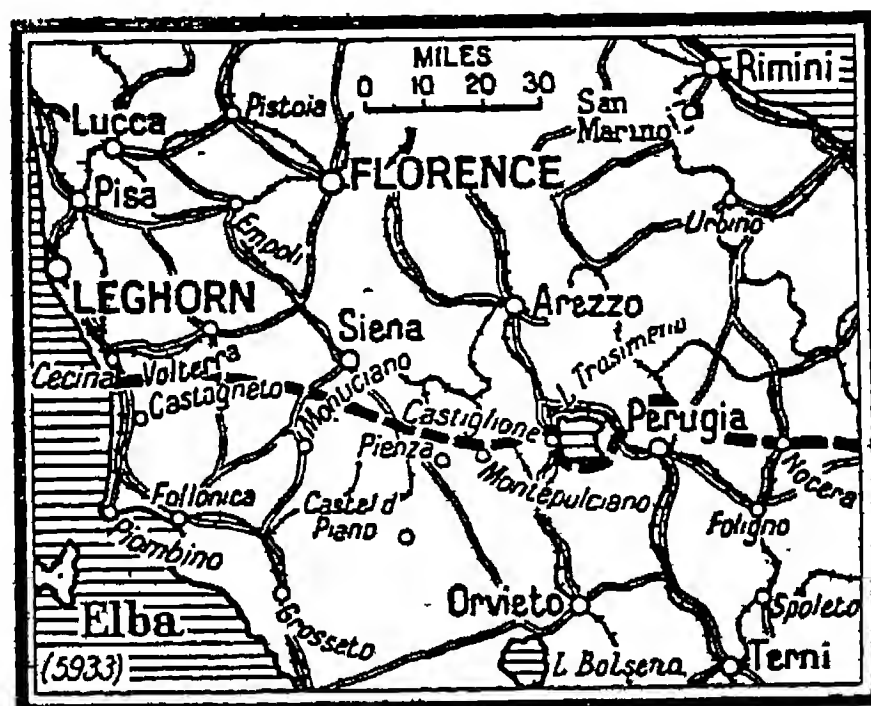 MILES
0 10 20 30
Rimini
San
Marino
Pistoia
Lucca
FLORENCE
Pisa
Urbino
Empoli
LEGHORN
Arezzo
Siena
L Trasimeno
Cecina
Volterra
Castagneto
Monticiano
Castiglione
Perugia
Pienza
Montepulciano
Nocera
Follonica
Castel d
Piano
Foligno
Piombino
Orvieto
Spoleto
Elba
Grosseto
(5933)
L Bolsena
Terni